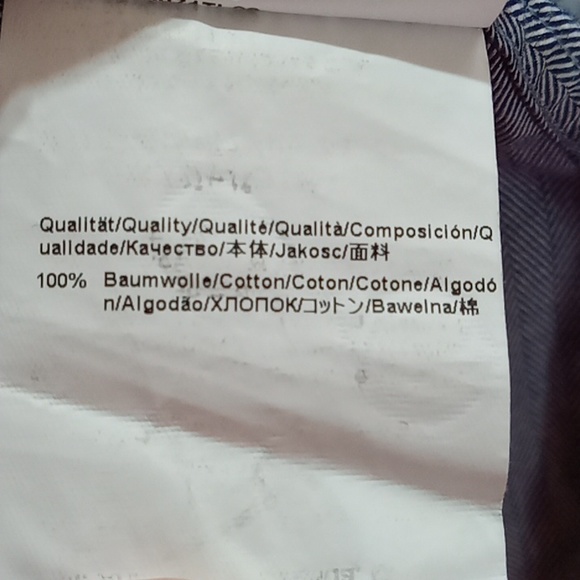 Qualität/Quality/Qualité/Qualità/Composición/Q
ualidade/Качество/本体/Jakosc/面料
100% Baumwolle/Cotton/Coton/Cotone/Algodó
n/Algodão/ХЛОПОК/コットン/Bawelna/棉